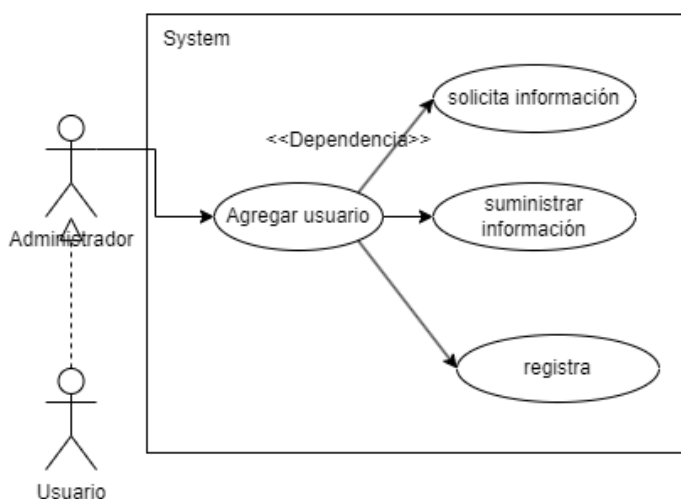 System
solicita información
<<Dependencia>>
Agregar usuario
suministrar
información
Administrador
registra
Usuario